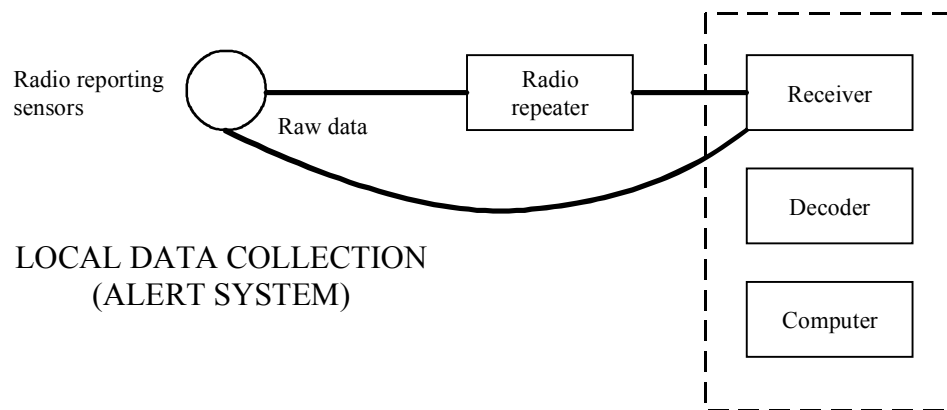 Radio reporting
sensors
Raw data
Radio
repeater
Receiver
Decoder
Computer
LOCAL DATA COLLECTION
(ALERT SYSTEM)